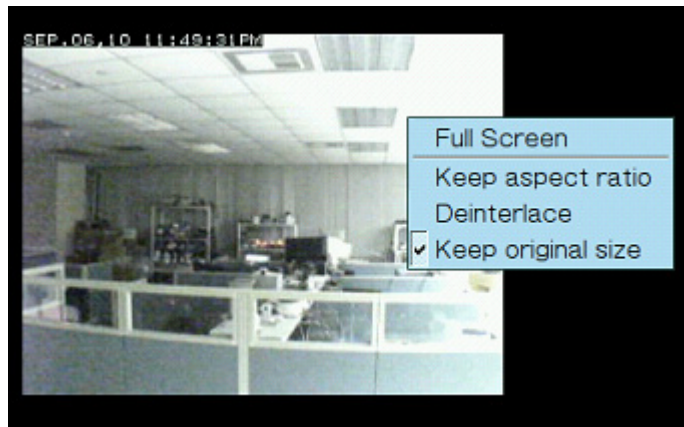 SEP.06,10 11:49:31PM
Full Screen
Keep aspect ratio
Deinterlace
Keep original size